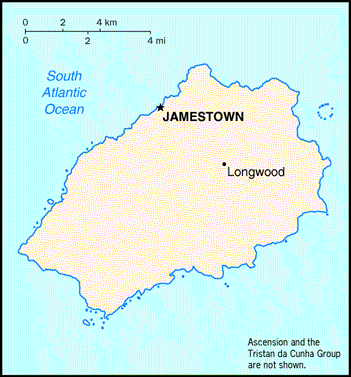 0 2 4 km
0 2 4 mi
South
Atlantic
Ocean
JAMESTOWN
Longwood
Ascension and the
Tristan da Cunha Group
are not shown.